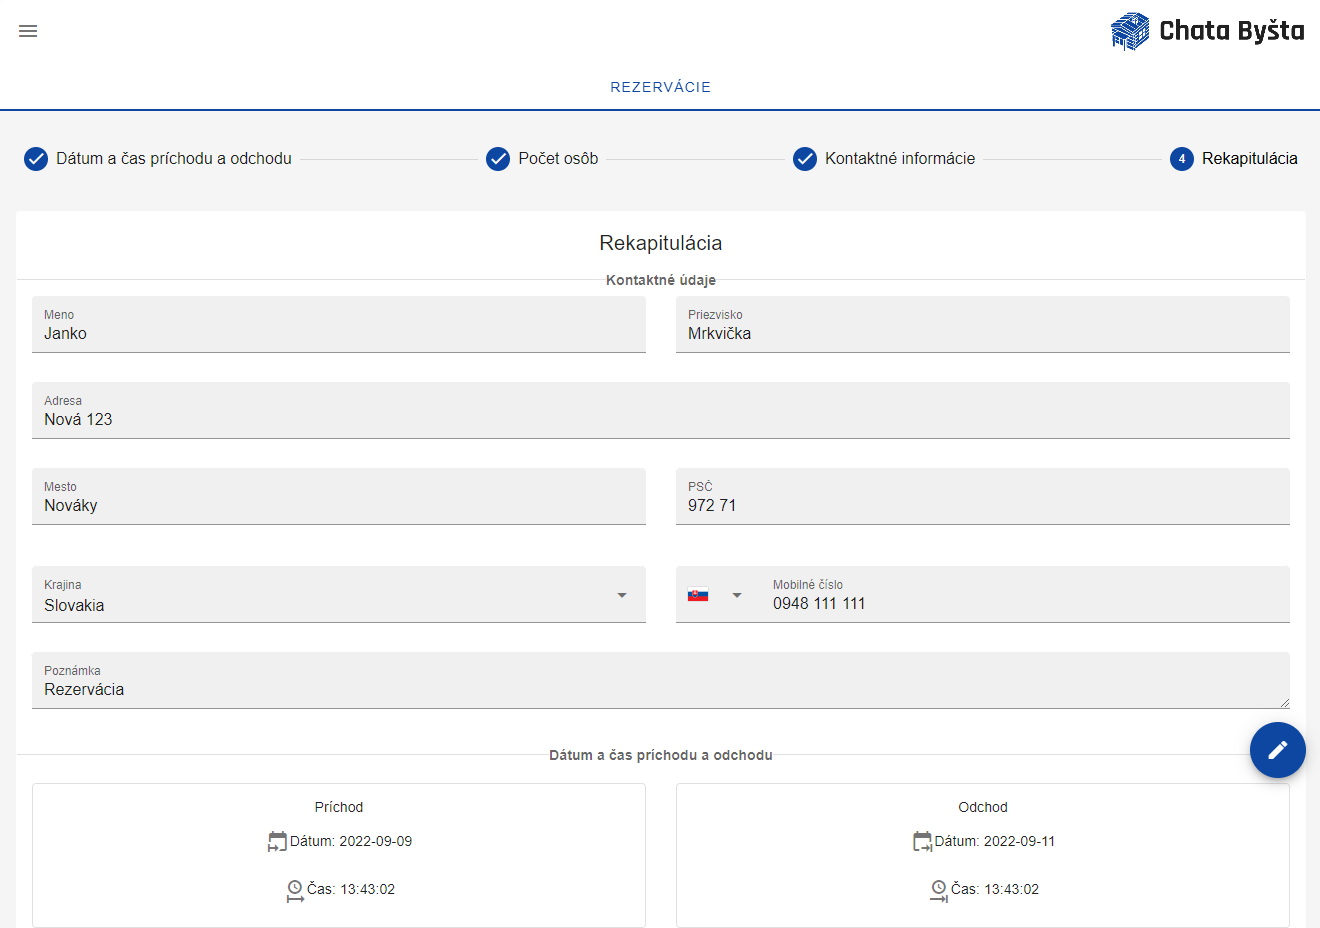 Chata Byšta
REZERVÁCIE
Dátum a čas príchodu a odchodu
Počet osôb
Kontaktné informácie
4 Rekapitulácia
Rekapitulácia
Kontaktné údaje
Meno
Janko
Priezvisko
Mrkvička
Adresa
Nová 123
Mesto
Nováky
PSČ
972 71
Krajina
Slovakia
Mobilné číslo
0948 111 111
Poznámka
Rezervácia
Dátum a čas príchodu a odchodu
Príchod
Dátum: 2022-09-09
Čas: 13:43:02
Odchod
Dátum: 2022-09-11
Čas: 13:43:02